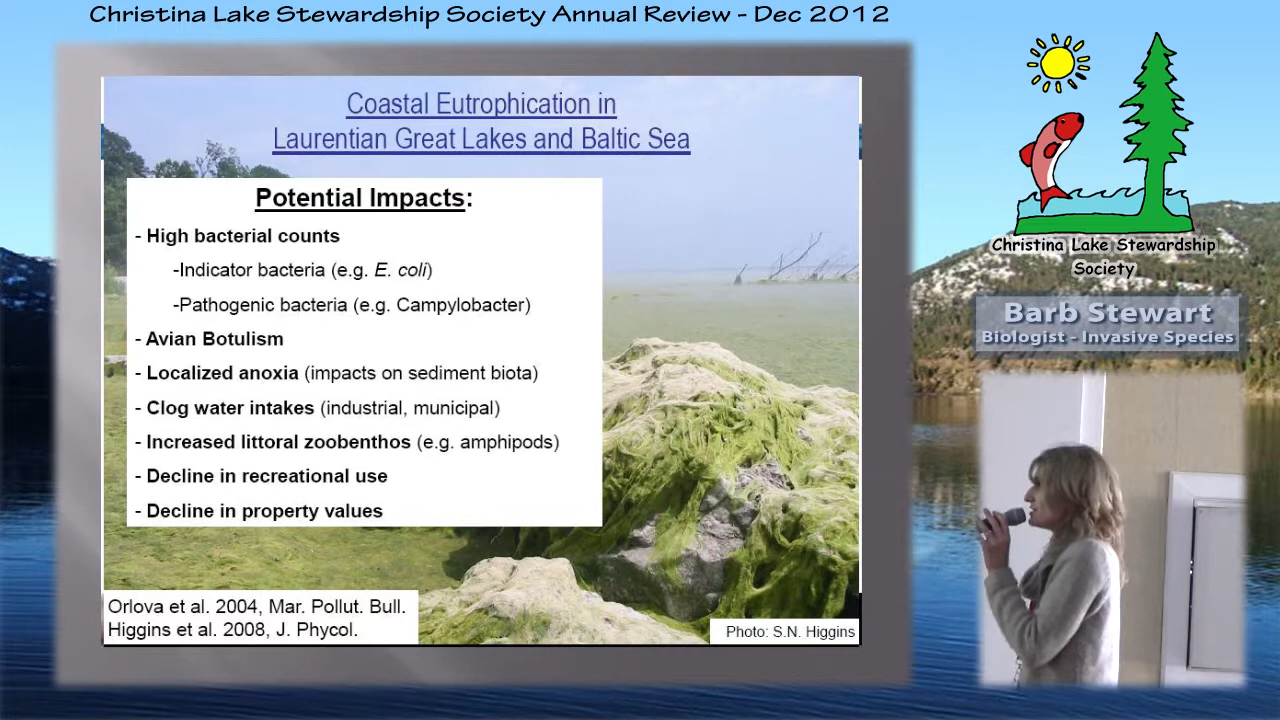 Christina Lake Stewardship Society Annual Review - Dec 2012
Coastal Eutrophication in
Laurentian Great Lakes and Baltic Sea
Potential Impacts:
- High bacterial counts
-Indicator bacteria (e.g. E. coli)
-Pathogenic bacteria (e.g. Campylobacter)
- Avian Botulism
- Localized anoxia (impacts on sediment biota)
- Clog water intakes (industrial, municipal)
- Increased littoral zoobenthos (e.g. amphipods)
- Decline in recreational use
- Decline in property values
Orlova et al. 2004, Mar. Pollut. Bull.
Higgins et al. 2008, J. Phycol.
Photo: S.N. Higgins
Christina Lake Stewardship
Society
Barb Stewart
Biologist - Invasive Species